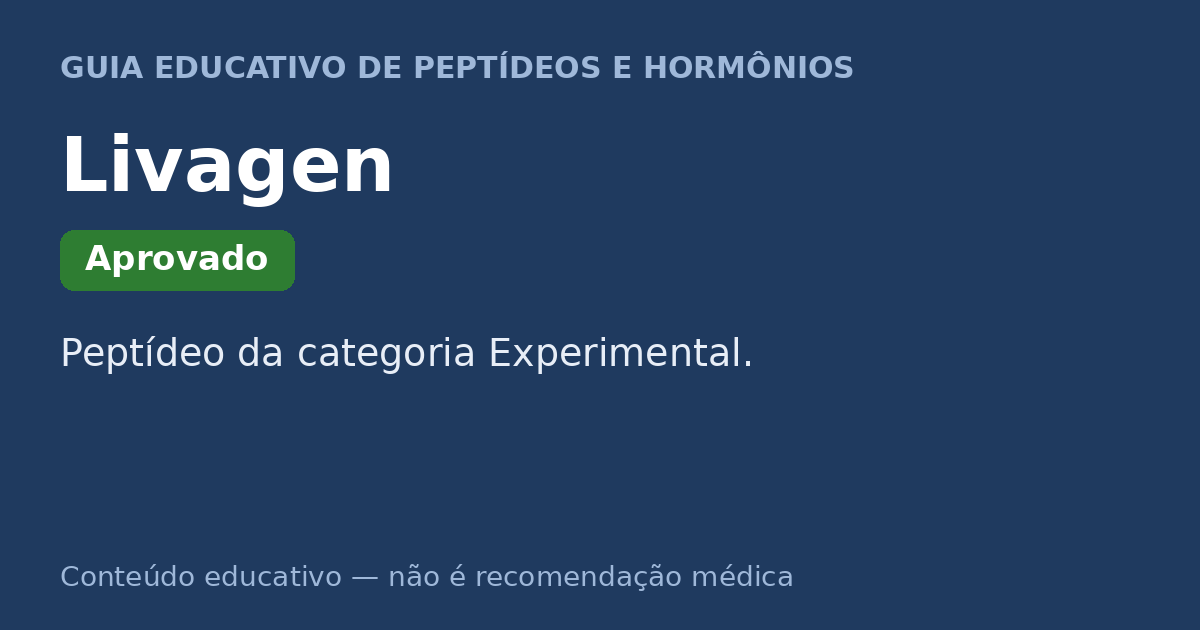 GUIA EDUCATIVO DE PEPTÍDEOS E HORMÔNIOS
Livagen
Aprovado
Peptídeo da categoria Experimental.
Conteúdo educativo — não é recomendação médica